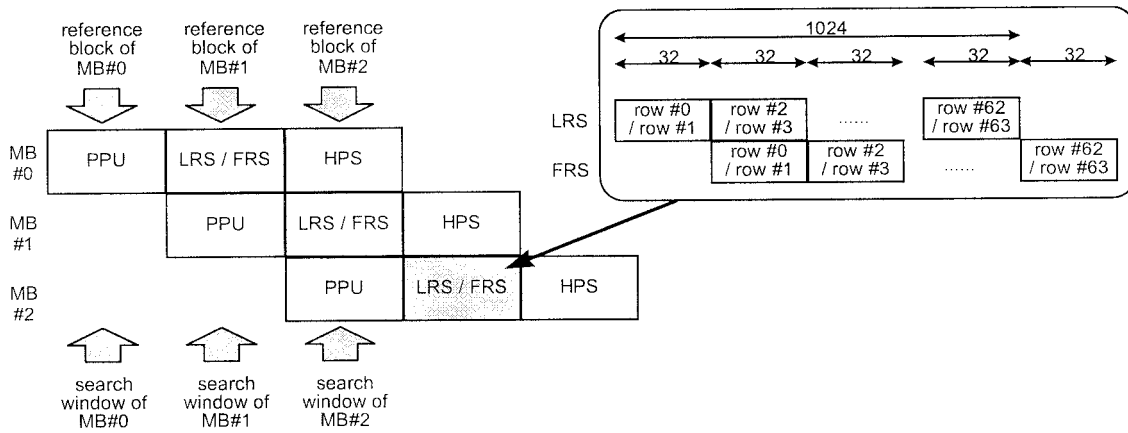 reference
block of
MB#0
reference
block of
MB#1
reference
block of
MB#2
MB
#0
PPU
LRS / FRS
HPS
MB
#1
PPU
LRS / FRS
HPS
MB
#2
PPU
LRS / FRS
HPS
search
window of
MB#0
search
window of
MB#1
search
window of
MB#2
1024
32
32
32
32
32
LRS
row #0
/ row #1
row #2
/ row #3
......
row #62
/ row #63
FRS
row #0
/ row #1
row #2
/ row #3
......
row #62
/ row #63